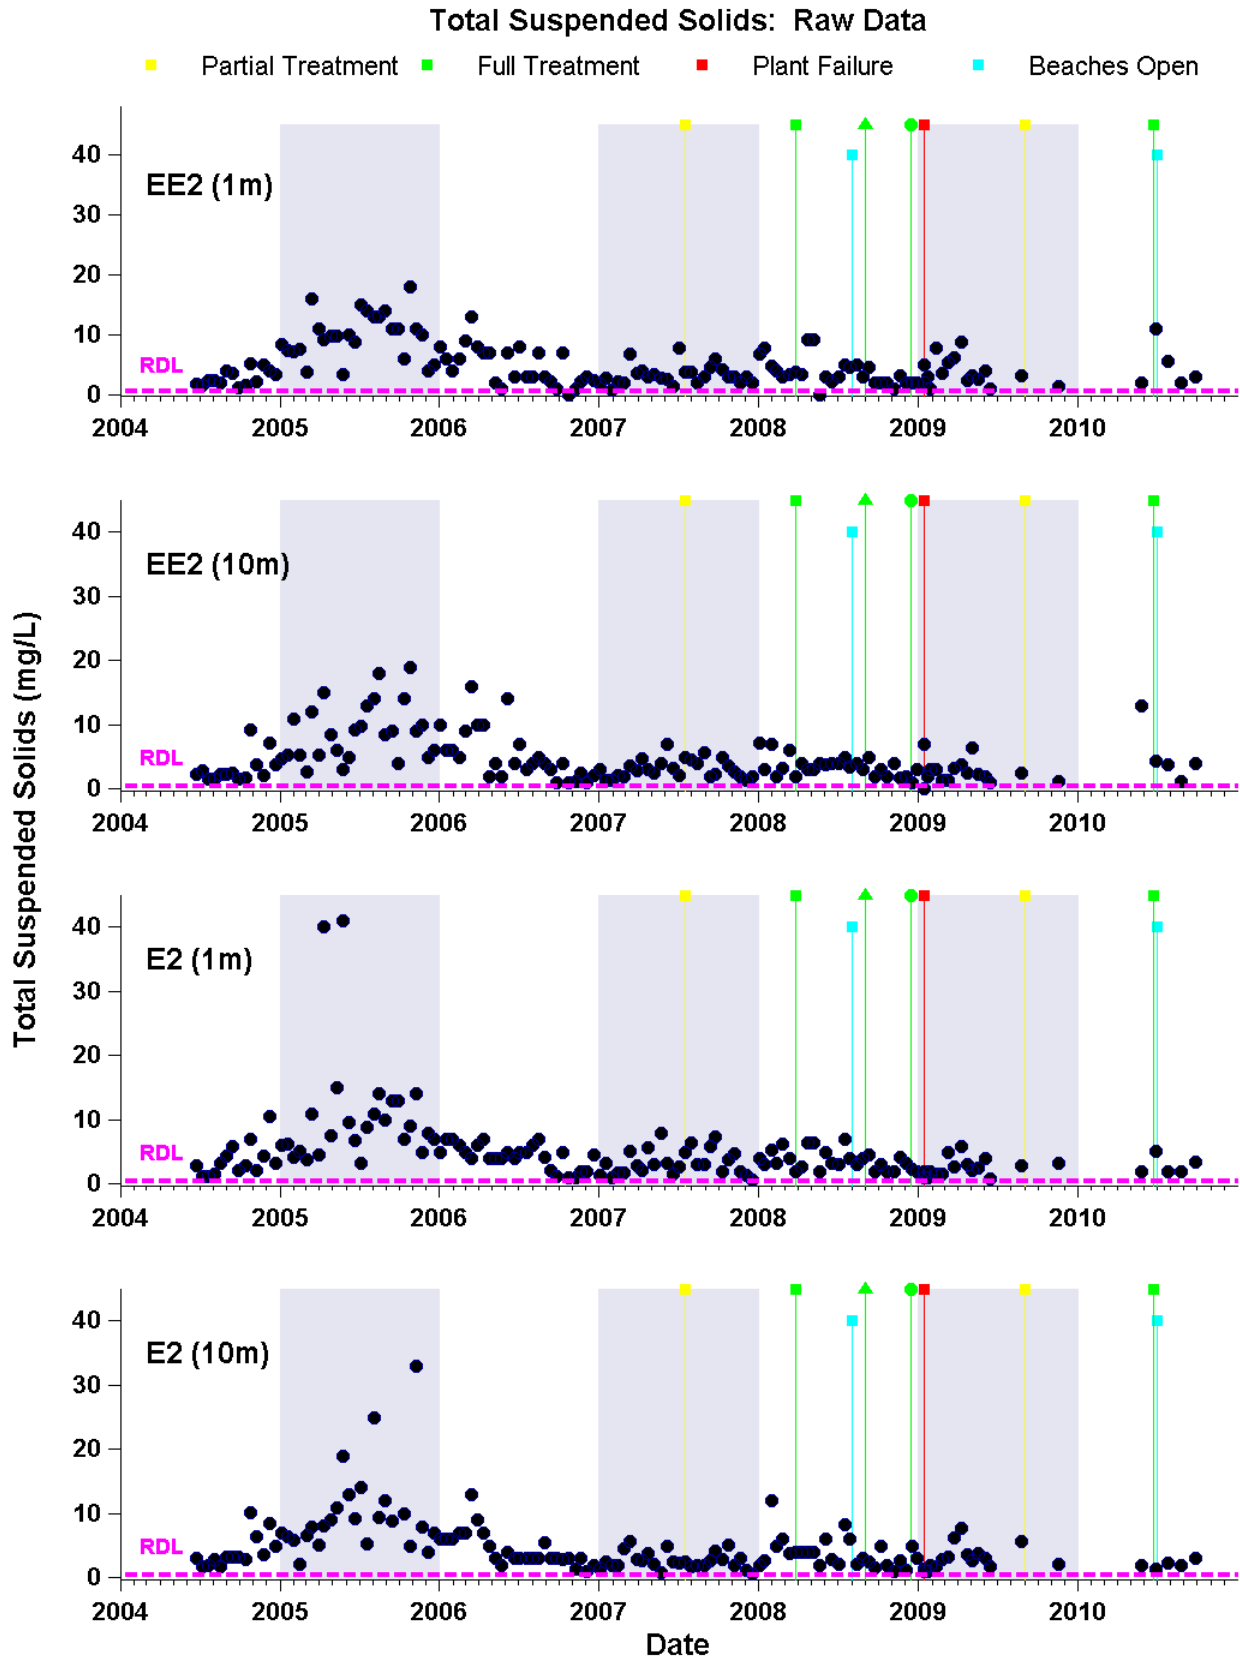 Total Suspended Solids: Raw Data
Partial Treatment Full Treatment Plant Failure Beaches Open
Total Suspended Solids (mg/L)
40
EE2 (1m)
30
20
10
RDL
0
2004 2005 2006 2007 2008 2009 2010
40
EE2 (10m)
30
20
10
RDL
0
2004 2005 2006 2007 2008 2009 2010
40
E2 (1m)
30
20
10
RDL
0
2004 2005 2006 2007 2008 2009 2010
40
E2 (10m)
30
20
10
RDL
0
2004 2005 2006 2007 2008 2009 2010
Date